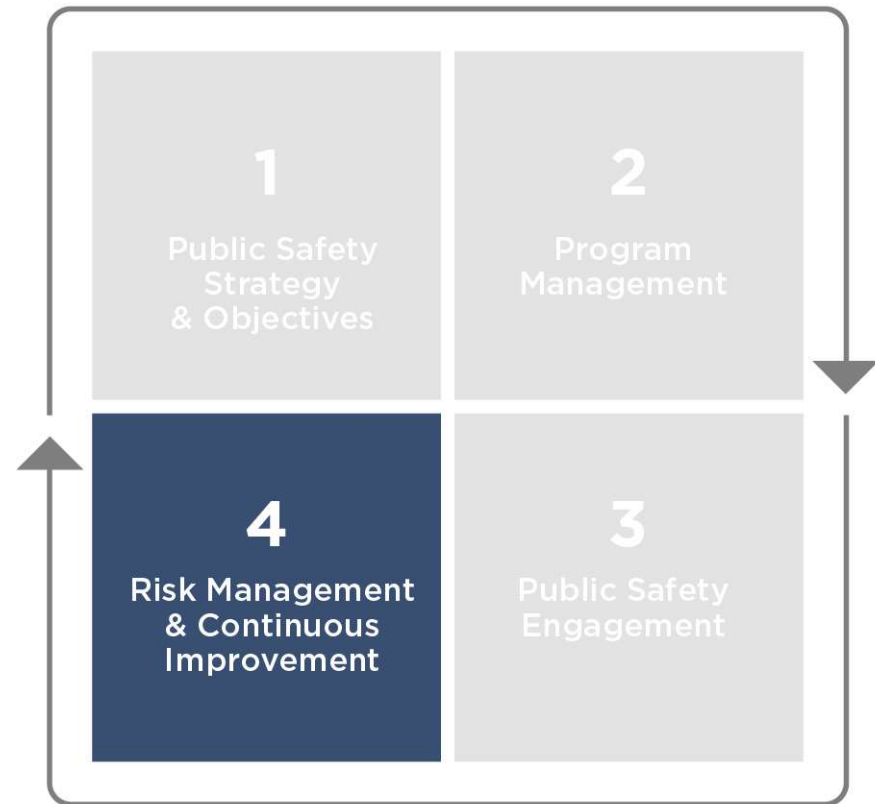 1
Public Safety
Strategy
& Objectives
2
Program
Management
4
Risk Management
& Continuous
Improvement
3
Public Safety
Engagement